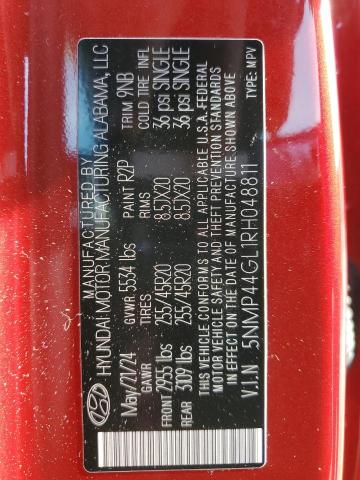 MANUFACTURED BY
HYUNDAI MOTOR MANUFACTURING ALABAMA, LLC
May/21/24 GVWR 5534 lbs PAINT R2P TRIM 9NB
GAWR TIRES RIMS COLD TIRE INFL
FRONT 2955 lbs 255/45R20 8.5JX20 36 psi SINGLE
REAR 3109 lbs 255/45R20 8.5JX20 36 psi SINGLE
THIS VEHICLE CONFORMS TO ALL APPLICABLE U.S.A. FEDERAL
MOTOR VEHICLE SAFETY AND THEFT PREVENTION STANDARDS
IN EFFECT ON THE DATE OF MANUFACTURE SHOWN ABOVE
V.I.N 5NMP44GL1RH048811 TYPE: MPV